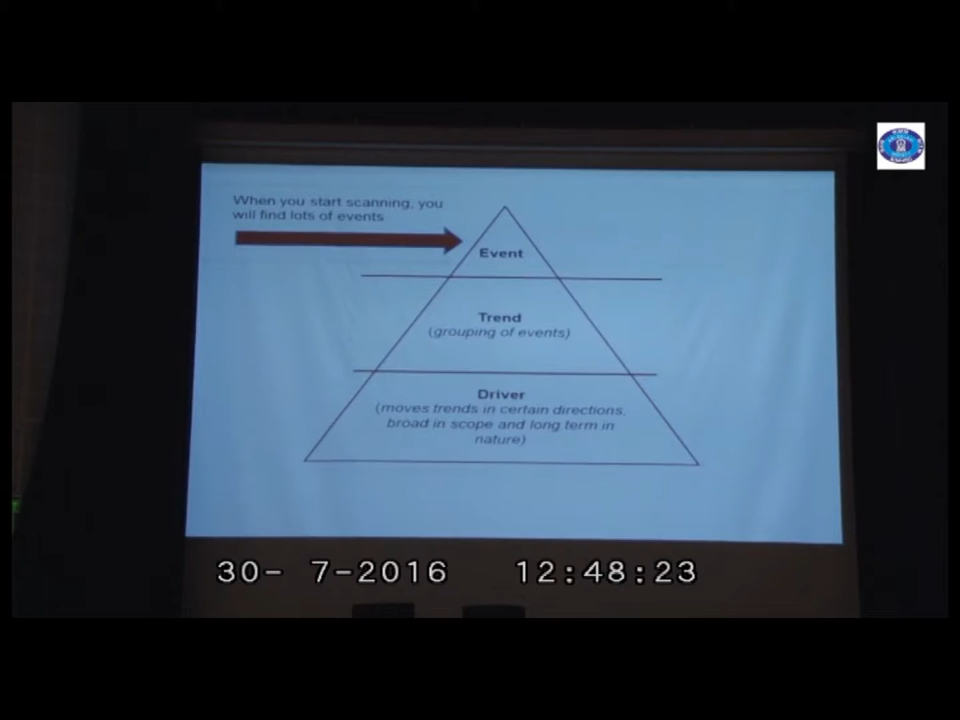 When you start scanning, you
will find lots of events
Event
Trend
(grouping of events)
Driver
(moves trends in certain directions,
broad in scope and long term in
nature)
30- 7-2016 12:48:23